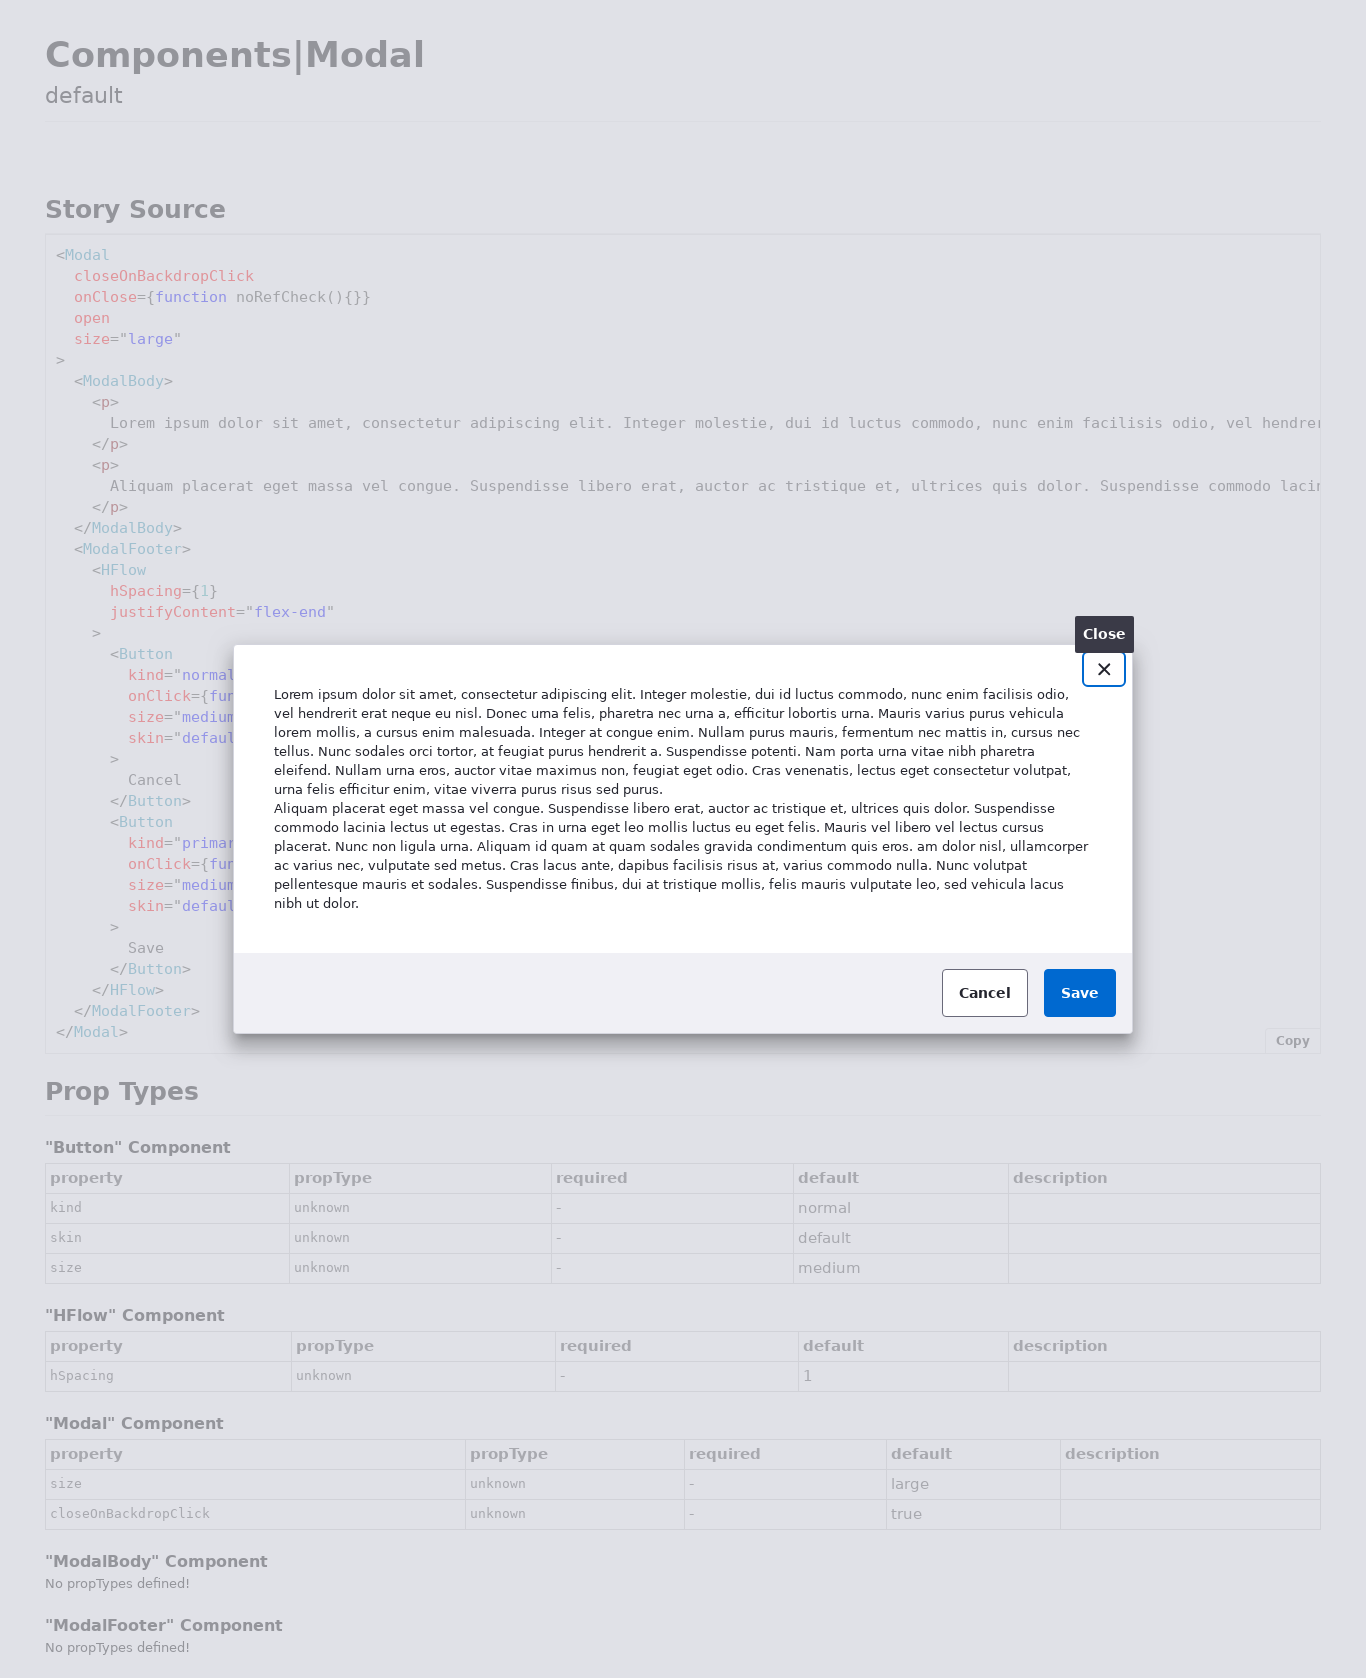 Components|Modal
default
Story Source
<Modal
closeOnBackdropClick
onClose={function noRefCheck(){}}
open
size="large"
>
<ModalBody>
<p>
Lorem ipsum dolor sit amet, consectetur adipiscing elit. Integer molestie, dui id luctus commodo, nunc enim facilisis odio, vel
</p>
<p>
Aliquam placerat eget massa vel congue. Suspendisse libero erat, auctor ac tristique et, ultrices quis dolor. Suspendisse commodo
</p>
</ModalBody>
<ModalFooter>
<HFlow
hSpacing={1}
justifyContent="flex-end"
>
<Button
kind="normal
onClick={fun
size="medium
skin="defaul
>
Cancel
</Button>
<Button
kind="primar
onClick={fun
size="medium
skin="defaul
>
Save
</Button>
</HFlow>
</ModalFooter>
</Modal>
Copy
Close
Lorem ipsum dolor sit amet, consectetur adipiscing elit. Integer molestie, dui id luctus commodo, nunc enim facilisis odio,
vel hendrerit erat neque eu nisl. Donec urna felis, pharetra nec urna a, efficitur lobortis urna. Mauris varius purus vehicula
lorem mollis, a cursus enim malesuada. Integer at congue enim. Nullam purus mauris, fermentum nec mattis in, cursus nec
tellus. Nunc sodales orci tortor, at feugiat purus hendrerit a. Suspendisse potenti. Nam porta urna vitae nibh pharetra
eleifend. Nullam urna eros, auctor vitae maximus non, feugiat eget odio. Cras venenatis, lectus eget consectetur volutpat,
urna felis efficitur enim, vitae viverra purus risus sed purus.
Aliquam placerat eget massa vel congue. Suspendisse libero erat, auctor ac tristique et, ultrices quis dolor. Suspendisse
commodo lacinia lectus ut egestas. Cras in urna eget leo mollis luctus eu eget felis. Mauris vel libero vel lectus cursus
placerat. Nunc non ligula urna. Aliquam id quam at quam sodales gravida condimentum quis eros. am dolor nisl, ullamcorper
ac varius nec, vulputate sed metus. Cras lacus ante, dapibus facilisis risus at, varius commodo nulla. Nunc volutpat
pellentesque mauris et sodales. Suspendisse finibus, dui at tristique mollis, felis mauris vulputate leo, sed vehicula lacus
nibh ut dolor.
Cancel Save
Prop Types
"Button" Component
property propType required default description
kind unknown - normal
skin unknown - default
size unknown - medium
"HFlow" Component
property propType required default description
hSpacing unknown - 1
"Modal" Component
property propType required default description
size unknown - large
closeOnBackdropClick unknown - true
"ModalBody" Component
No propTypes defined!
"ModalFooter" Component
No propTypes defined!